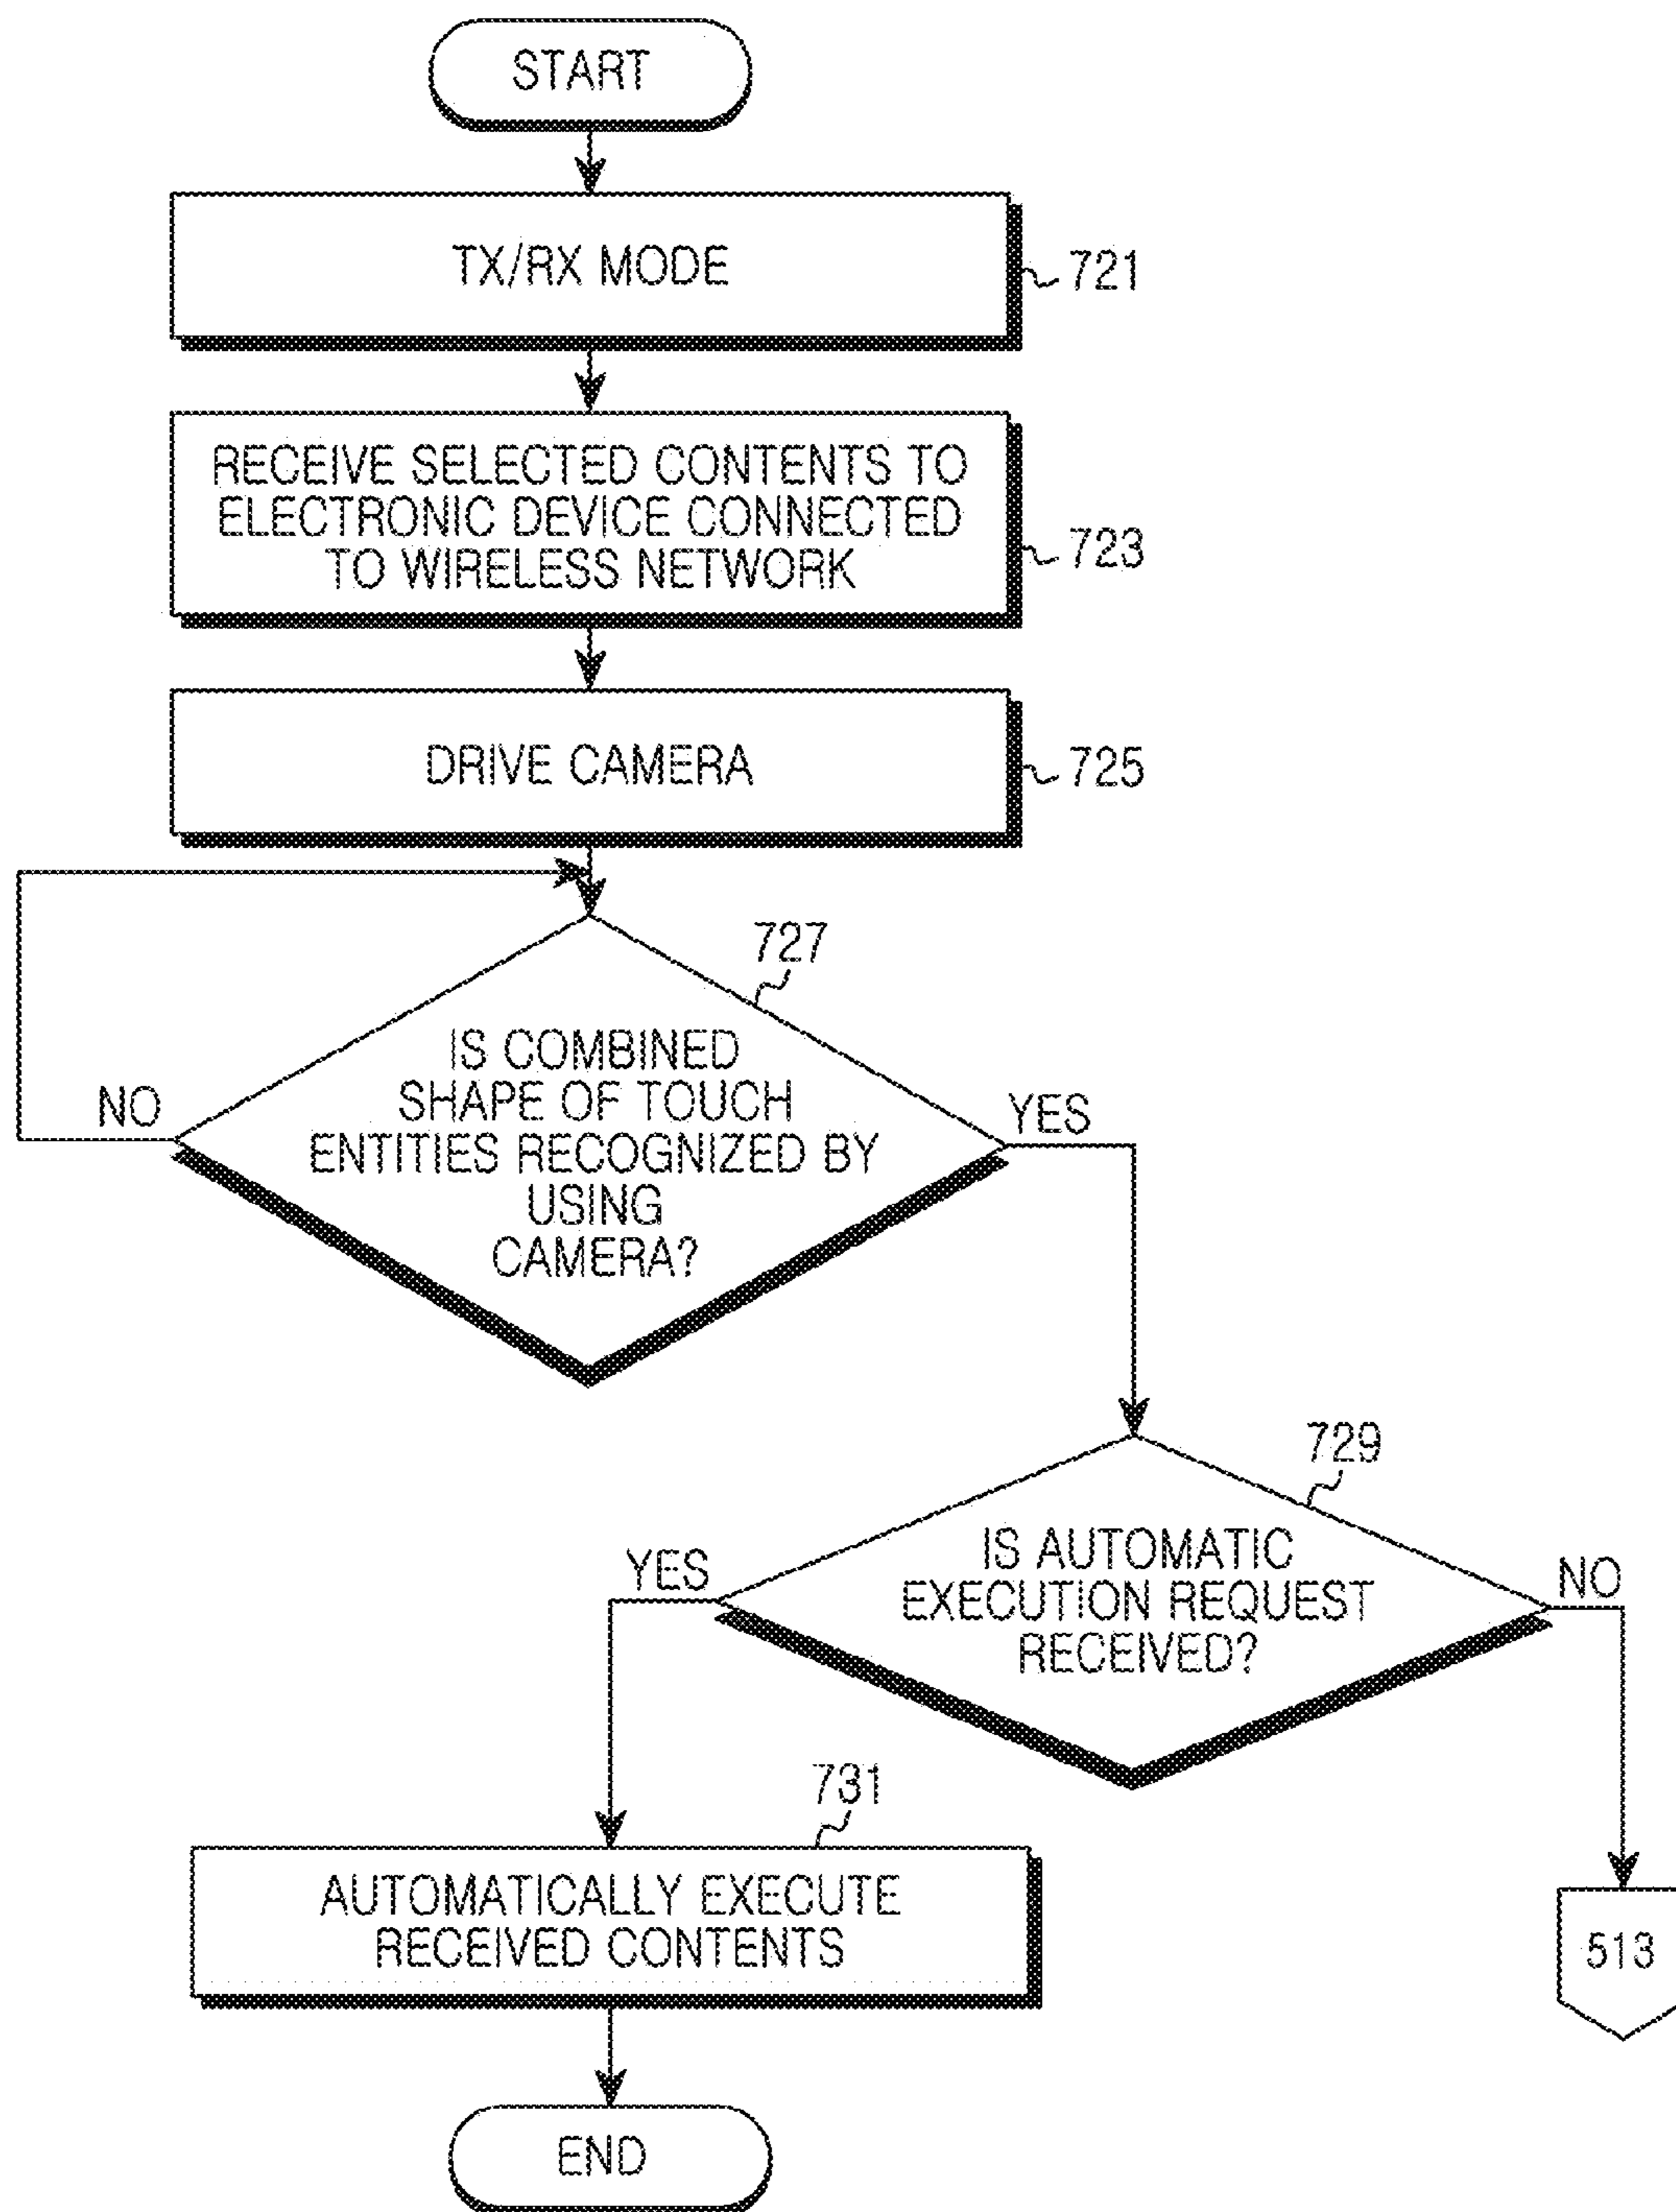 START
TX/RX MODE
721
RECEIVE SELECTED CONTENTS TO
ELECTRONIC DEVICE CONNECTED
TO WIRELESS NETWORK
723
DRIVE CAMERA
725
727
IS COMBINED
SHAPE OF TOUCH
ENTITIES RECOGNIZED BY
USING
CAMERA?
NO
YES
729
IS AUTOMATIC
EXECUTION REQUEST
RECEIVED?
YES
NO
731
AUTOMATICALLY EXECUTE
RECEIVED CONTENTS
513
END